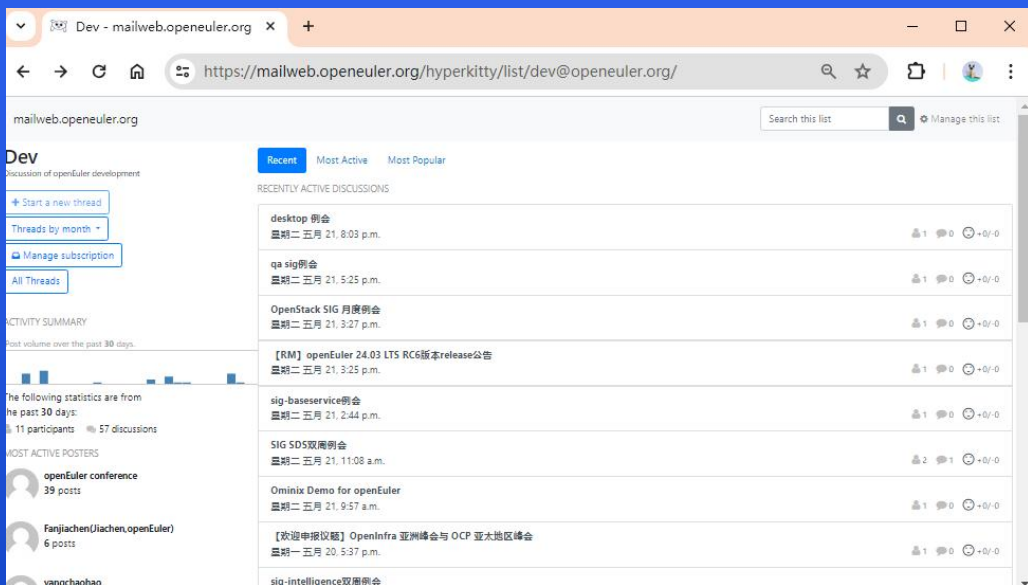 Dev - mailweb.openeuler.org
https://mailweb.openeuler.org/hyperkitty/list/dev@openeuler.org/
mailweb.openeuler.org
Search this list
Manage this list
Dev
Discussion of openEuler development
+ Start a new thread
Threads by month
Manage subscription
All Threads
ACTIVITY SUMMARY
Post volume over the past 30 days.
The following statistics are from
the past 30 days:
11 participants 57 discussions
MOST ACTIVE POSTERS
openEuler conference
39 posts
Fanjiachen(Jiachen,openEuler)
6 posts
yangchaohao
Recent Most Active Most Popular
RECENTLY ACTIVE DISCUSSIONS
desktop 例会
星期二 五月 21, 8:03 p.m.
1 0 +0/-0
qa sig例会
星期二 五月 21, 5:25 p.m.
1 0 +0/-0
OpenStack SIG 月度例会
星期二 五月 21, 3:27 p.m.
1 0 +0/-0
【RM】openEuler 24.03 LTS RC6版本release公告
星期二 五月 21, 3:25 p.m.
1 0 +0/-0
sig-baseservice例会
星期二 五月 21, 2:44 p.m.
1 0 +0/-0
SIG SDS双周例会
星期二 五月 21, 11:08 a.m.
2 1 +0/-0
Ominix Demo for openEuler
星期二 五月 21, 9:57 a.m.
1 0 +0/-0
【欢迎申报议题】OpenInfra 亚洲峰会与 OCP 亚太地区峰会
星期一 五月 20, 5:37 p.m.
1 0 +0/-0
sig-intelligence双周例会